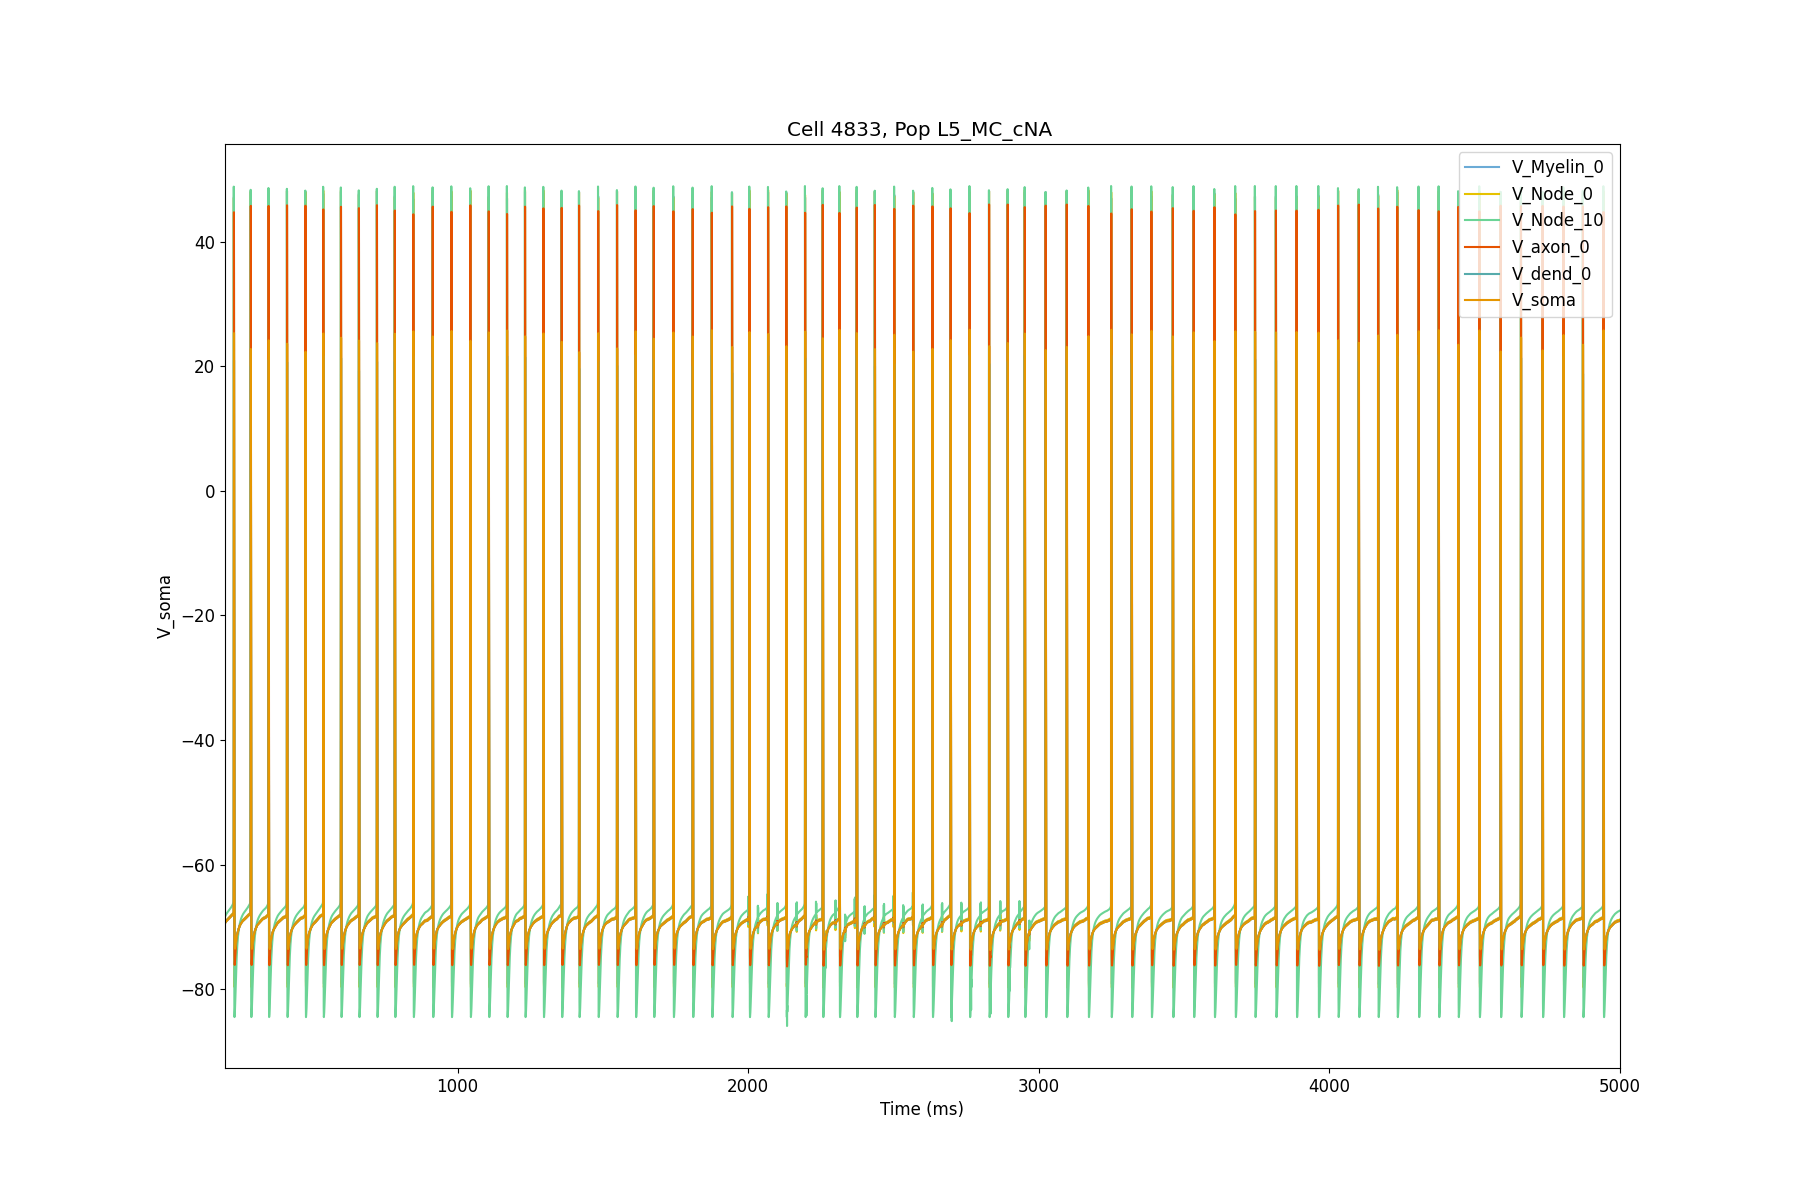 Cell 4833, Pop L5_MC_cNA
V_Myelin_0
V_Node_0
V_Node_10
V_axon_0
V_dend_0
V_soma
40
20
0
−20
−40
−60
−80
V_soma
1000
2000
3000
4000
5000
Time (ms)